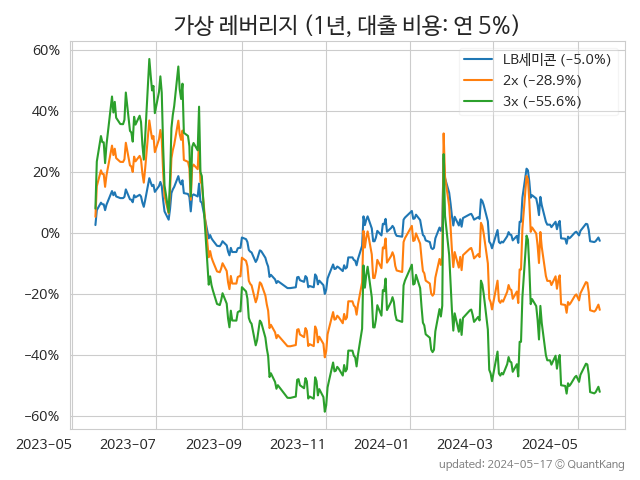 가상 레버리지 (1년, 대출 비용: 연 5%)
LB세미콘 (−5.0%)
2x (−28.9%)
3x (−55.6%)
60%
40%
20%
0%
−20%
−40%
−60%
2023-05 2023-07 2023-09 2023-11 2024-01 2024-03 2024-05
updated: 2024-05-17 ⓒ QuantKang